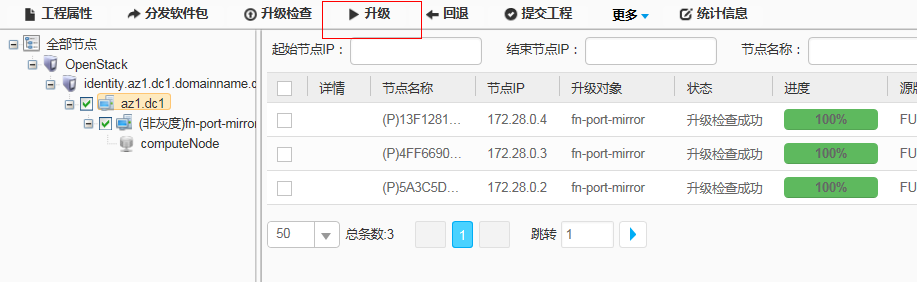 工程属性 分发软件包 升级检查 升级 回退 提交工程 更多 统计信息
全部节点
OpenStack
identity.az1.dc1.domainname.c
az1.dc1
(非灰度)fn-port-mirror
computeNode
起始节点IP： 结束节点IP： 节点名称：
详情 节点名称 节点IP 升级对象 状态 进度 源版
(P)13F1281... 172.28.0.4 fn-port-mirror 升级检查成功 100% FU
(P)4FF6690... 172.28.0.3 fn-port-mirror 升级检查成功 100% FU
(P)5A3C5D... 172.28.0.2 fn-port-mirror 升级检查成功 100% FU
50 总条数:3 1 跳转 1